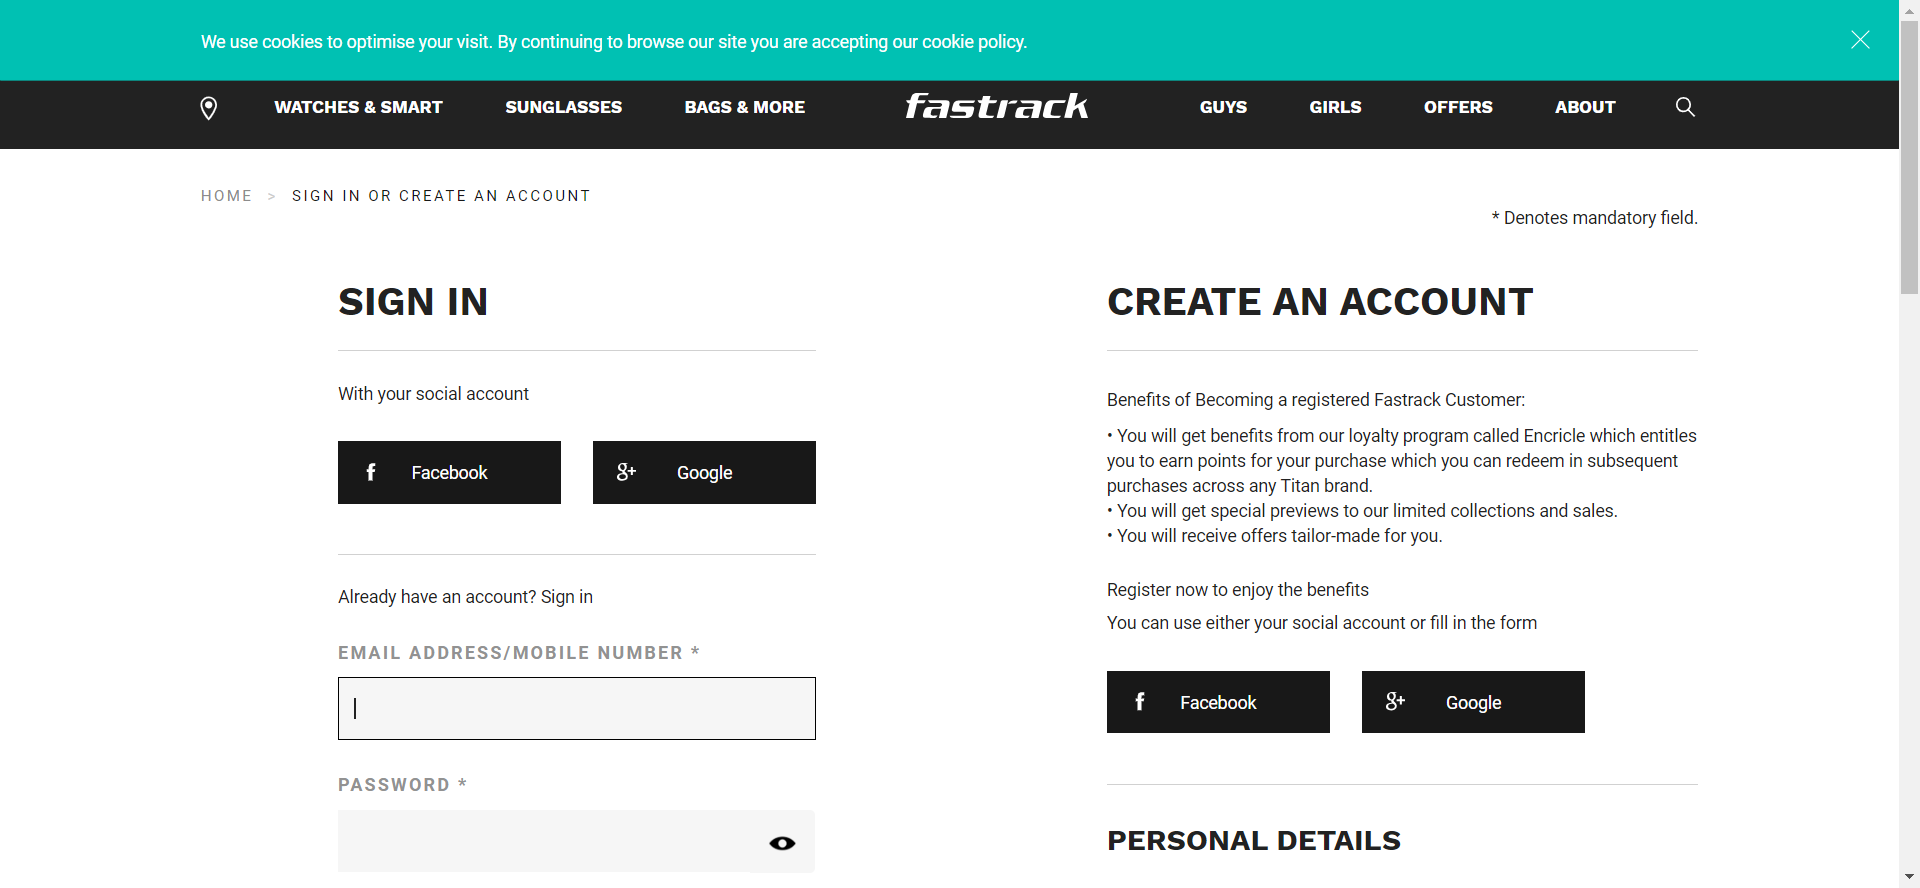 We use cookies to optimise your visit. By continuing to browse our site you are accepting our cookie policy.
WATCHES & SMART SUNGLASSES BAGS & MORE fastrack GUYS GIRLS OFFERS ABOUT
HOME > SIGN IN OR CREATE AN ACCOUNT
* Denotes mandatory field.
SIGN IN
With your social account
Facebook Google
Already have an account? Sign in
EMAIL ADDRESS/MOBILE NUMBER *
PASSWORD *
CREATE AN ACCOUNT
Benefits of Becoming a registered Fastrack Customer:
• You will get benefits from our loyalty program called Encricle which entitles
you to earn points for your purchase which you can redeem in subsequent
purchases across any Titan brand.
• You will get special previews to our limited collections and sales.
• You will receive offers tailor-made for you.
Register now to enjoy the benefits
You can use either your social account or fill in the form
Facebook Google
PERSONAL DETAILS